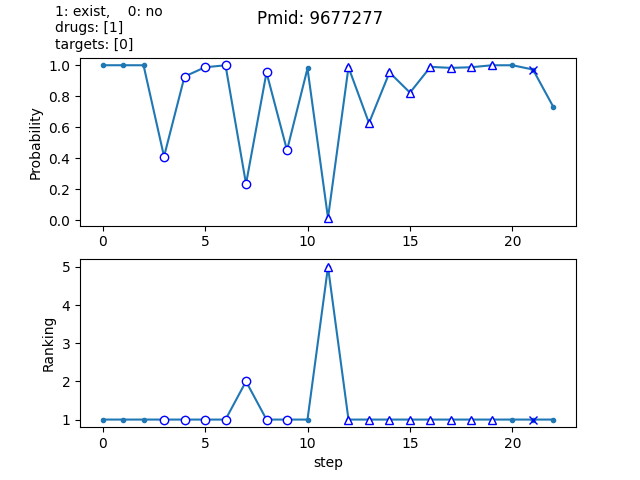 1: exist,    0: no
drugs: [1]
targets: [0]
Pmid: 9677277
Probability
1.0
0.8
0.6
0.4
0.2
0.0
0 5 10 15 20
Ranking
5
4
3
2
1
0 5 10 15 20
step